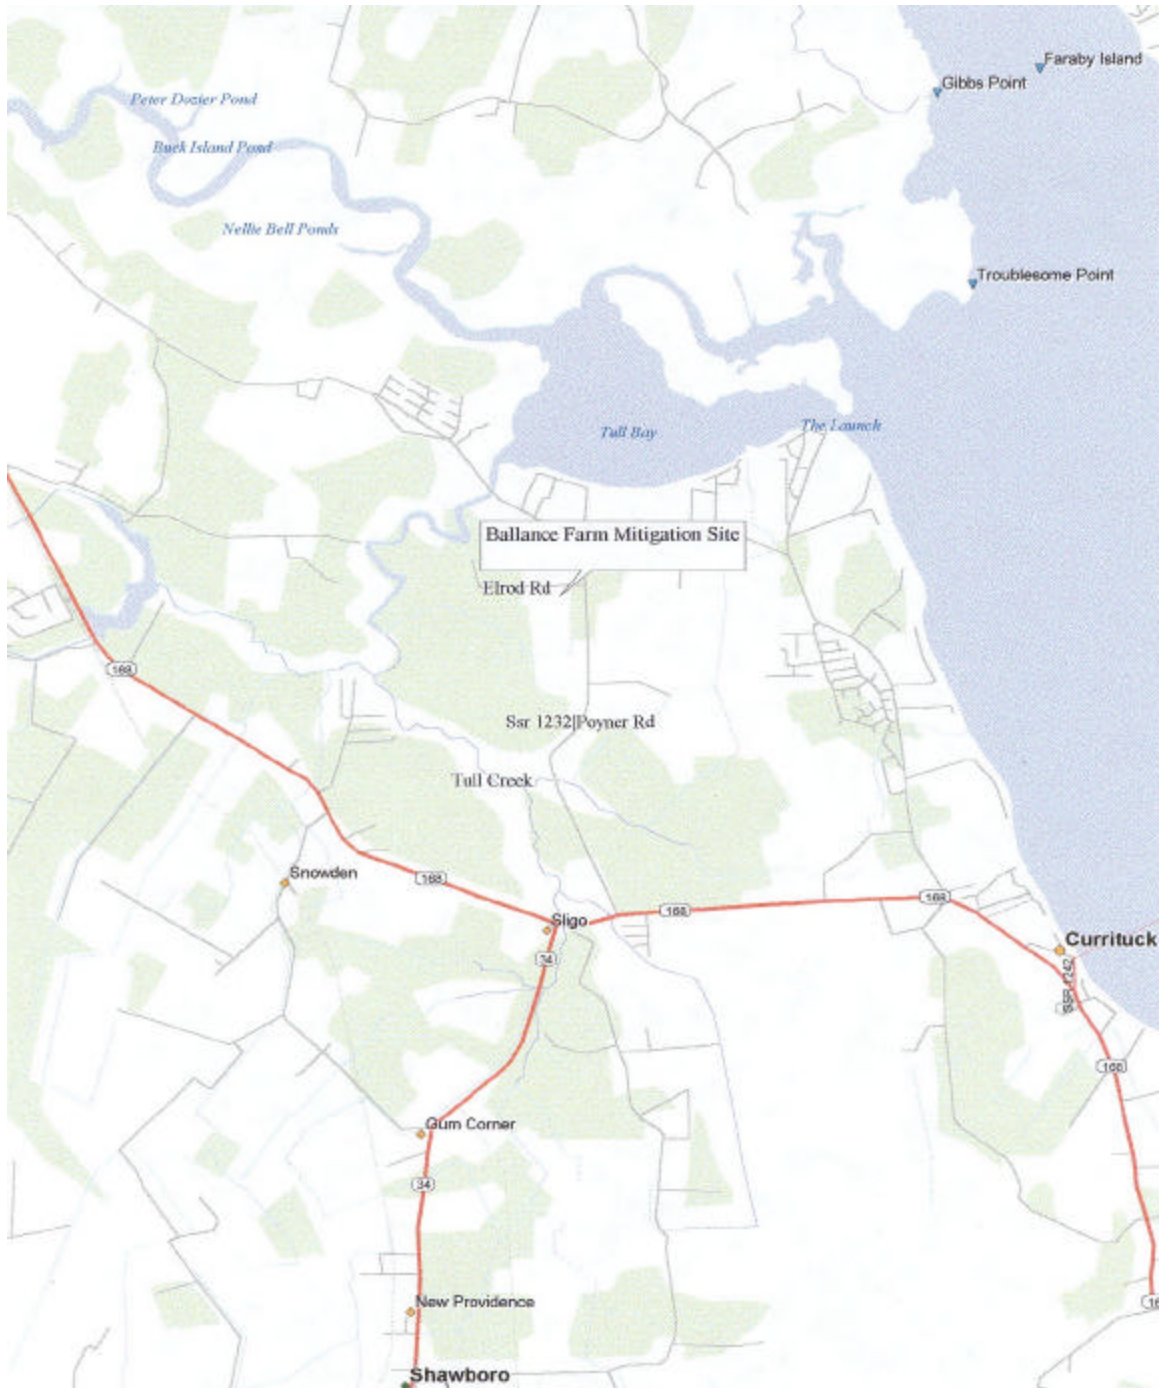 Faraby Island
Gibbs Point
Peter Dozier Pond
Buck Island Pond
Nellie Bell Ponds
Troublesome Point
Tull Bay
The Launch
Ballance Farm Mitigation Site
Elrod Rd
168
Ssr 1232|Poyner Rd
Tull Creek
Snowden
168
168
168
Sligo
34
Currituck
SSR 1242
168
Gum Corner
34
New Providence
16
Shawboro